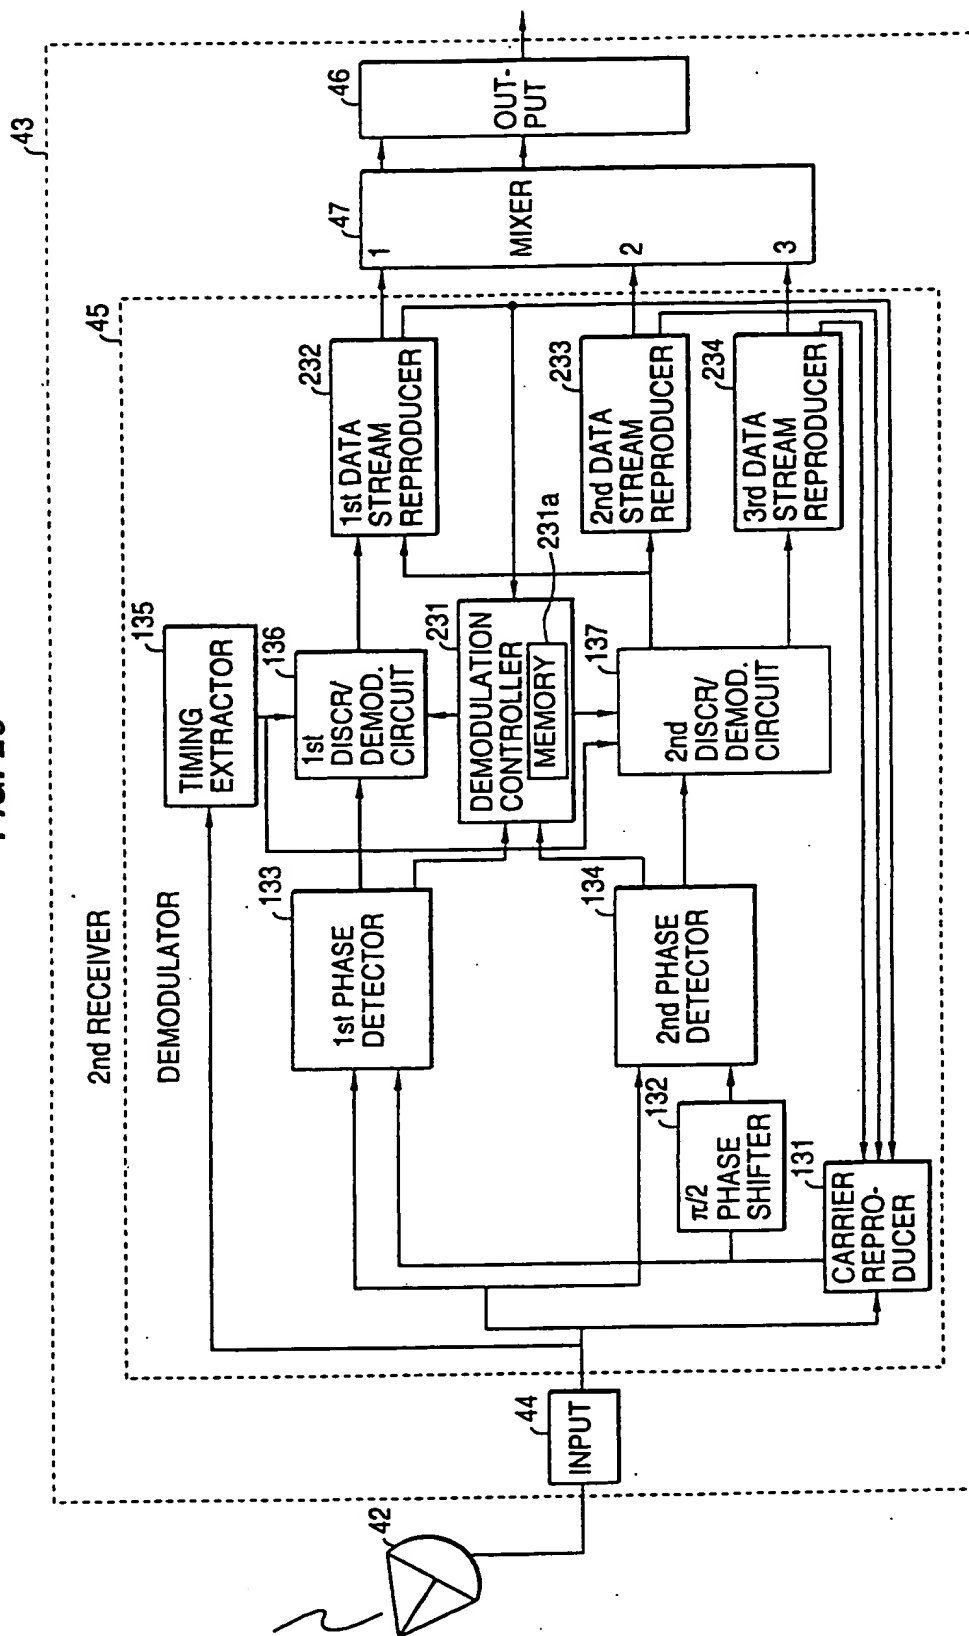 43
2nd RECEIVER
45
DEMODULATOR
135
TIMING
EXTRACTOR
136
1st
DISCR/
DEMOD.
CIRCUIT
232
1st DATA
STREAM
REPRODUCER
47
1
MIXER
2
3
46
OUT-
PUT
133
1st PHASE
DETECTOR
231
DEMODULATION
CONTROLLER
MEMORY
231a
233
2nd DATA
STREAM
REPRODUCER
134
2nd PHASE
DETECTOR
137
2nd
DISCR/
DEMOD.
CIRCUIT
234
3rd DATA
STREAM
REPRODUCER
132
π/2
PHASE
SHIFTER
131
CARRIER
REPRO-
DUCER
44
INPUT
42